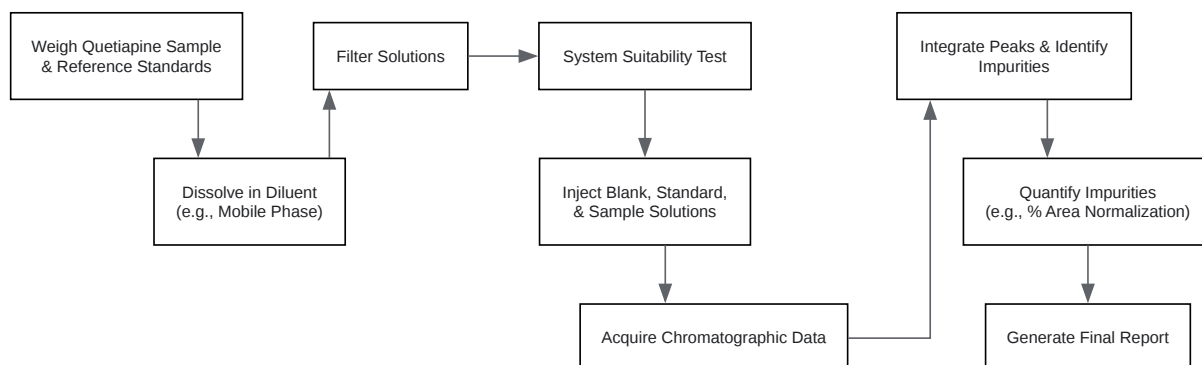 Weigh Quetiapine Sample
& Reference Standards
Dissolve in Diluent
(e.g., Mobile Phase)
Filter Solutions
System Suitability Test
Inject Blank, Standard,
& Sample Solutions
Acquire Chromatographic Data
Integrate Peaks & Identify
Impurities
Quantify Impurities
(e.g., % Area Normalization)
Generate Final Report